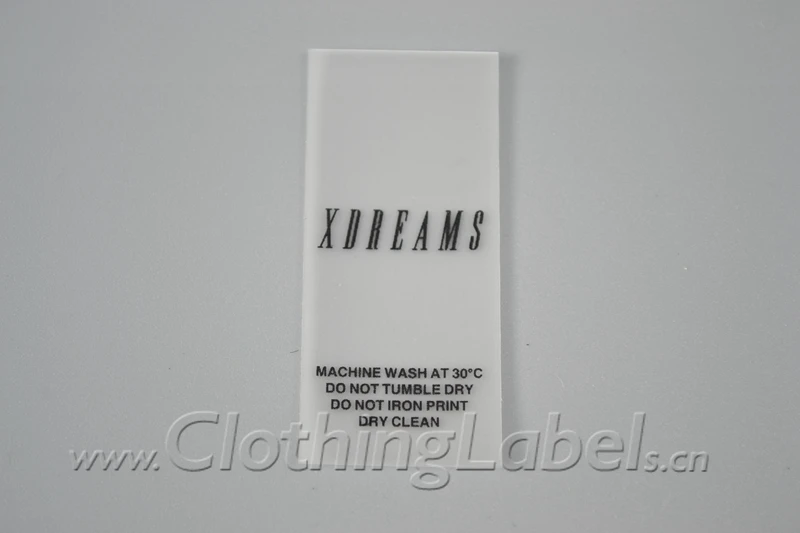 XDREAMS
MACHINE WASH AT 30°C
DO NOT TUMBLE DRY
DO NOT IRON PRINT
DRY CLEAN
www.ClothingLabels.cn